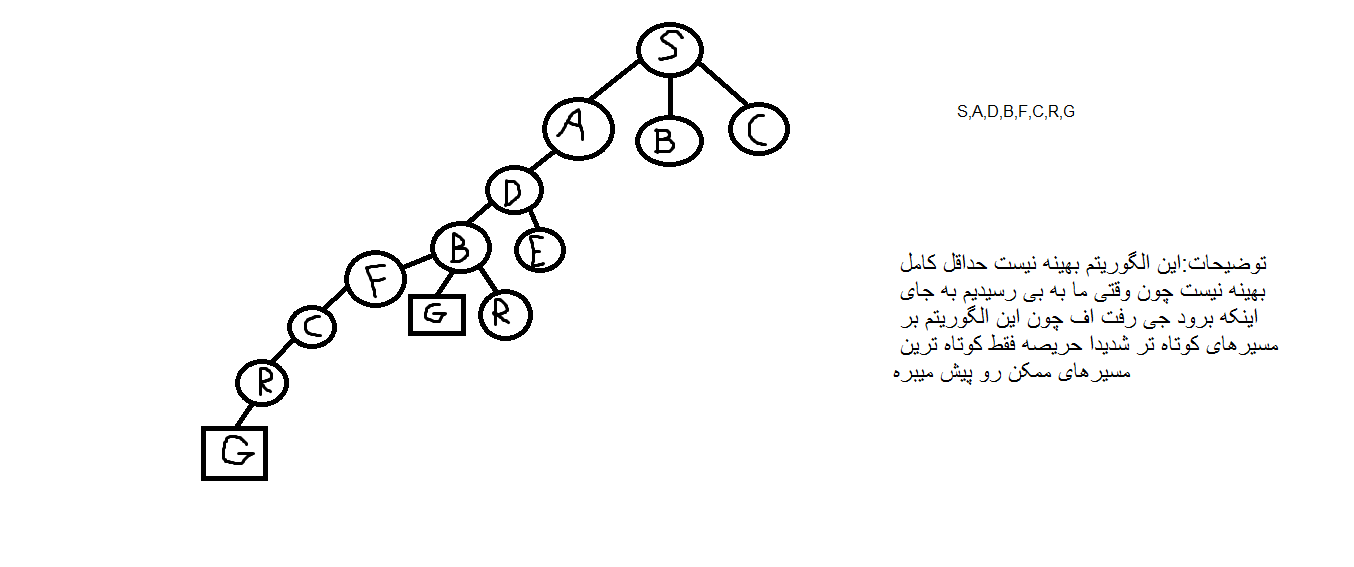 S
A
B
C
D
B
E
F
G
R
C
R
G
S,A,D,B,F,C,R,G
توضیحات:این الگوریتم بهینه نیست حداقل کامل
بهینه نیست چون وقتی ما به بی رسیدیم به جای
اینکه برود جی رفت اف چون این الگوریتم بر
مسیرهای کوتاه تر شدیدا حریصه فقط کوتاه ترین
مسیرهای ممکن رو پیش میبره